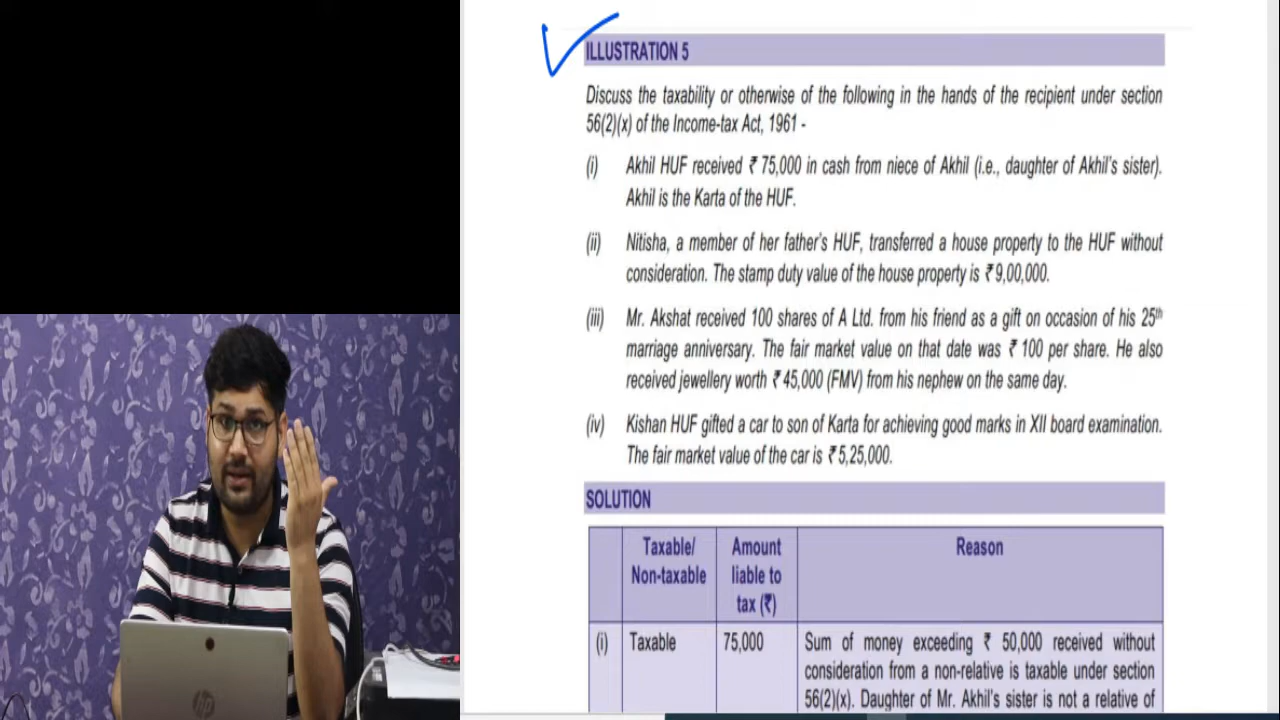 ILLUSTRATION 5
Discuss the taxability or otherwise of the following in the hands of the recipient under section
56(2)(x) of the Income-tax Act, 1961 -
(i) Akhil HUF received ₹ 75,000 in cash from niece of Akhil (i.e., daughter of Akhil's sister).
Akhil is the Karta of the HUF.
(ii) Nitisha, a member of her father's HUF, transferred a house property to the HUF without
consideration. The stamp duty value of the house property is ₹ 9,00,000.
(iii) Mr. Akshat received 100 shares of A Ltd. from his friend as a gift on occasion of his 25th
marriage anniversary. The fair market value on that date was ₹ 100 per share. He also
received jewellery worth ₹ 45,000 (FMV) from his nephew on the same day.
(iv) Kishan HUF gifted a car to son of Karta for achieving good marks in XII board examination.
The fair market value of the car is ₹ 5,25,000.
SOLUTION
Taxable/
Non-taxable
Amount
liable to
tax (₹)
Reason
(i) Taxable 75,000 Sum of money exceeding ₹ 50,000 received without
consideration from a non-relative is taxable under section
56(2)(x). Daughter of Mr. Akhil's sister is not a relative of
hp